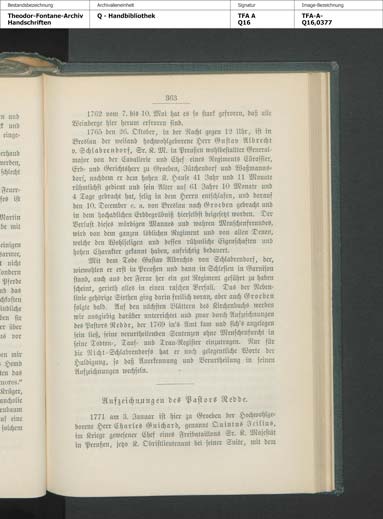 Bestandsbezeichnung
Archivalieneinheit
Signatur
Image-Bezeichnung
Theodor-Fontane-Archiv
Handschriften
Q - Handbibliothek
TFA A
Q16
TFA-A-
Q16,0377
363
1762 vom 7. bis 10. Mai hat es so stark gefroren, daß alle
Weinberge hier herum erfroren sind.
1765 den 26. Oktober, in der Nacht gegen 12 Uhr, ist in
Breslau der weiland hochwohlgeborene Herr Gustav Albrecht
v. Schlabrendorf, Sr. K. M. in Preußen wohlbestallter General-
major von der Cavallerie und Chef eines Regiments Cürassier,
Erb- und Gerichtsherr zu Groeben, Jütchendorf und Waßmanns-
dorf, nachdem er dem hohen K. Hause 41 Jahr und 11 Monate
rühmlichst gedient und sein Alter auf 61 Jahre 10 Monate und
4 Tage gebracht hat, selig in dem Herrn entschlafen, und darauf
den 10. December e. a. von Breslau nach Groeben gebracht und
in dem hochadlichen Erdbegräbniß hierselbst beigesetzt worden. Der
Verlust dieses würdigen Mannes und wahren Menschenfreundes,
wird von dem ganzen löblichen Regiment und von aller Denen,
welche den Wohlseligen und dessen rühmliche Eigenschaften und
hohen Charakter gekannt haben, aufrichtig bedauert.
Mit dem Tode Gustav Albrechts von Schlabrendorf, der,
wiewohlen er erst in Preußen und dann in Schlesien in Garnison
stand, auch aus der Ferne her ein gut Regiment geführt zu haben
scheint, gerieth alles in einen raschen Verfall. Das der Neben-
linie gehörige Siethen ging darin freilich voran, aber auch Groeben
folgte bald. Auf den nächsten Blättern des Kirchenbuchs werden
wir ausgiebig darüber unterrichtet und zwar durch Aufzeichnungen
des Pastors Redde, der 1769 in's Amt kam und sich's angelegen
sein ließ, seine verurtheilenden Sentenzen ohne Menschenfurcht in
seine Todten-, Tauf- und Trau-Register einzutragen. Nur für
die Nicht-Schlabrendorfs hat er noch gelegentliche Worte der
Huldigung, so daß Anerkennung und Verurtheilung in seinen
Aufzeichnungen wechseln.
Aufzeichnungen des Pastors Redde.
1771 am 3. Januar ist hier zu Groeben der Hochwohlge-
borene Herr Charles Guichard, genannt Quintus Icilius,
im Kriege gewesener Chef eines Freibataillons Sr. K. Majestät
in Preußen, jetzo K. Obristlieutenant bei seiner Suite, mit dem